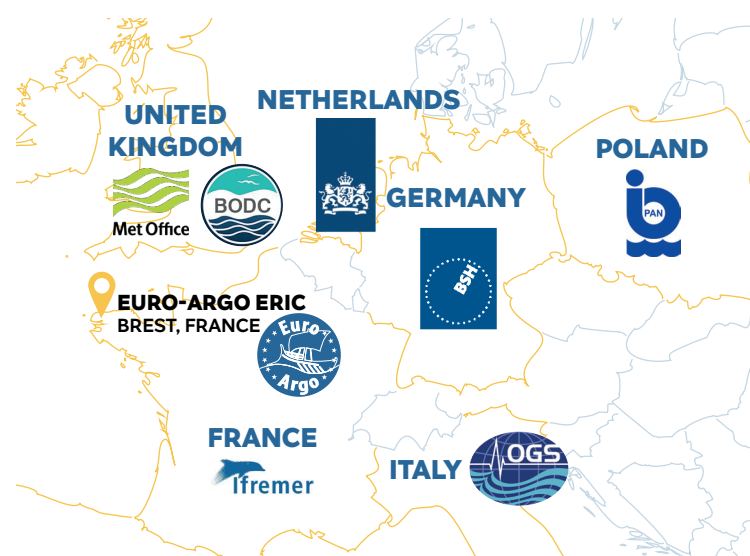 NETHERLANDS
UNITED
KINGDOM
POLAND
GERMANY
Met Office
BODC
PAN
BSH
EURO-ARGO ERIC
BREST, FRANCE
Euro
Argo
FRANCE
Ifremer
ITALY
OGS